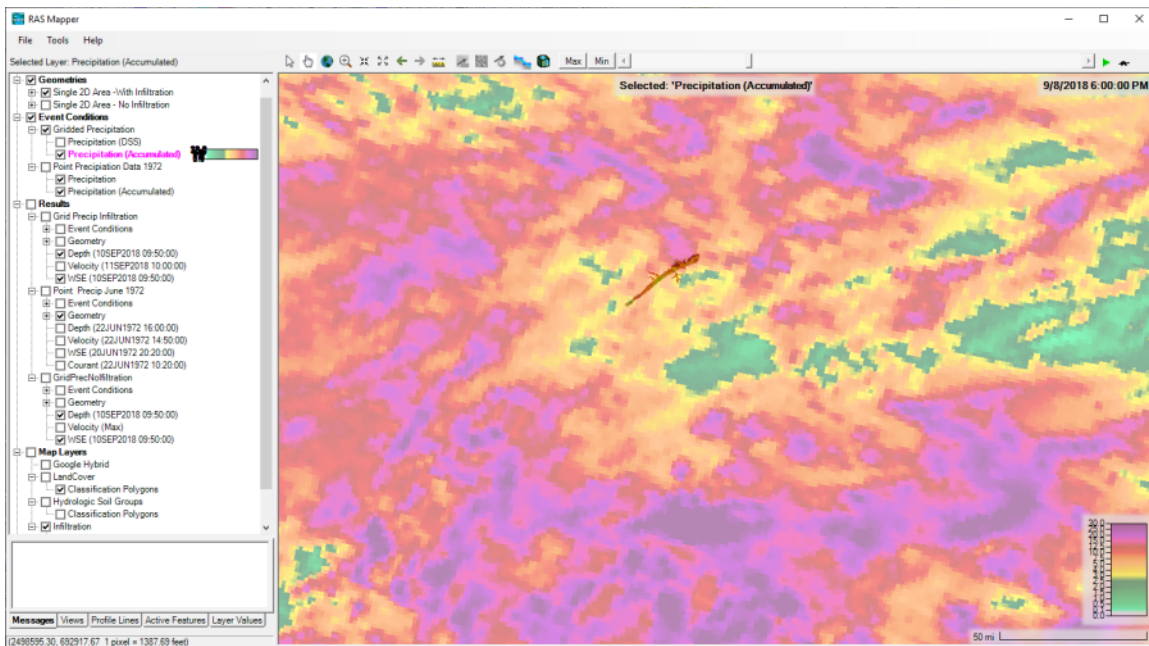 RAS Mapper
File Tools Help
Selected Layer: Precipitation (Accumulated)
Max Min
Geometries
Single 2D Area -With Infiltration
Single 2D Area - No Infiltration
Event Conditions
Gridded Precipitation
Precipitation (DSS)
Precipitation (Accumulated)
Point Precipiation Data 1972
Precipitation
Precipitation (Accumulated)
Results
Grid Precip Infiltration
Event Conditions
Geometry
Depth (10SEP2018 09:50:00)
Velocity (11SEP2018 10:00:00)
WSE (10SEP2018 09:50:00)
Point Precip June 1972
Event Conditions
Geometry
Depth (22JUN1972 16:00:00)
Velocity (22JUN1972 14:50:00)
WSE (20JUN1972 20:20:00)
Courant (22JUN1972 10:20:00)
GridPrecNoIfiltration
Event Conditions
Geometry
Depth (10SEP2018 09:50:00)
Velocity (Max)
WSE (10SEP2018 09:50:00)
Map Layers
Google Hybrid
LandCover
Classification Polygons
Hydrologic Soil Groups
Classification Polygons
Infiltration
Messages Views Profile Lines Active Features Layer Values
(2498595.30, 692917.67 1 pixel = 1387.69 feet)
Selected: 'Precipitation (Accumulated)'
9/8/2018 6:00:00 PM
50 mi